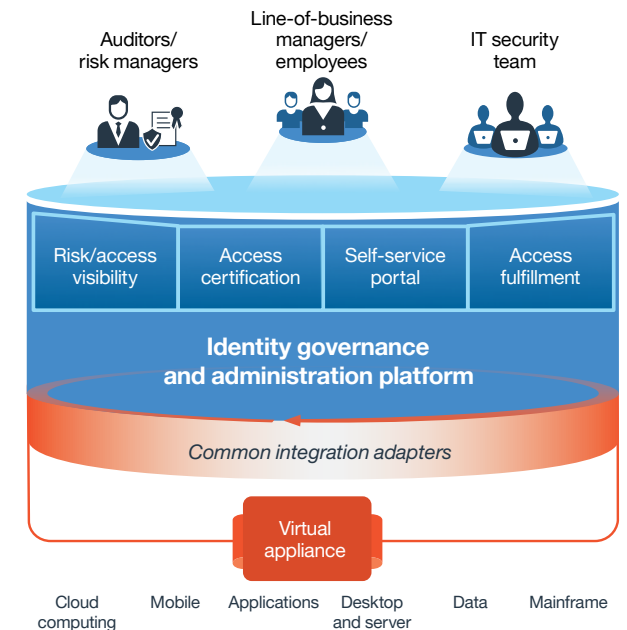 Auditors/
risk managers
Line-of-business
managers/
employees
IT security
team
Risk/access
visibility
Access
certification
Self-service
portal
Access
fulfillment
Identity governance
and administration platform
Common integration adapters
Virtual
appliance
Cloud
computing
Mobile
Applications
Desktop
and server
Data
Mainframe